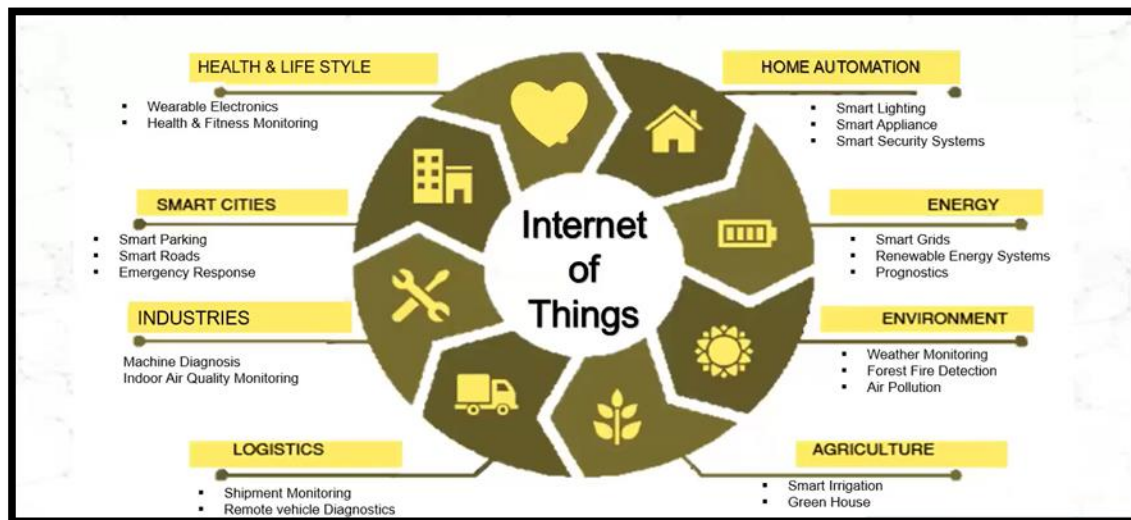 HEALTH & LIFE STYLE
▪ Wearable Electronics
▪ Health & Fitness Monitoring
SMART CITIES
▪ Smart Parking
▪ Smart Roads
▪ Emergency Response
INDUSTRIES
Machine Diagnosis
Indoor Air Quality Monitoring
LOGISTICS
▪ Shipment Monitoring
▪ Remote vehicle Diagnostics
Internet
of
Things
HOME AUTOMATION
▪ Smart Lighting
▪ Smart Appliance
▪ Smart Security Systems
ENERGY
▪ Smart Grids
▪ Renewable Energy Systems
▪ Prognostics
ENVIRONMENT
▪ Weather Monitoring
▪ Forest Fire Detection
▪ Air Pollution
AGRICULTURE
▪ Smart Irrigation
▪ Green House